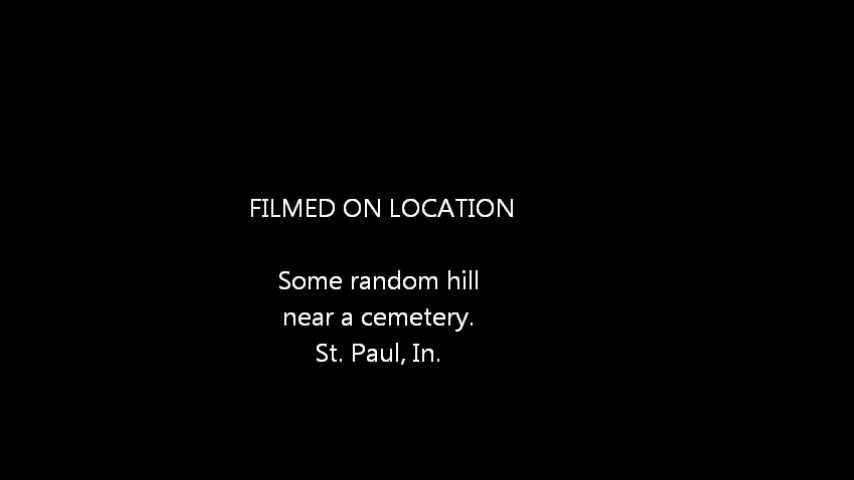 FILMED ON LOCATION
Some random hill
near a cemetery.
St. Paul, In.